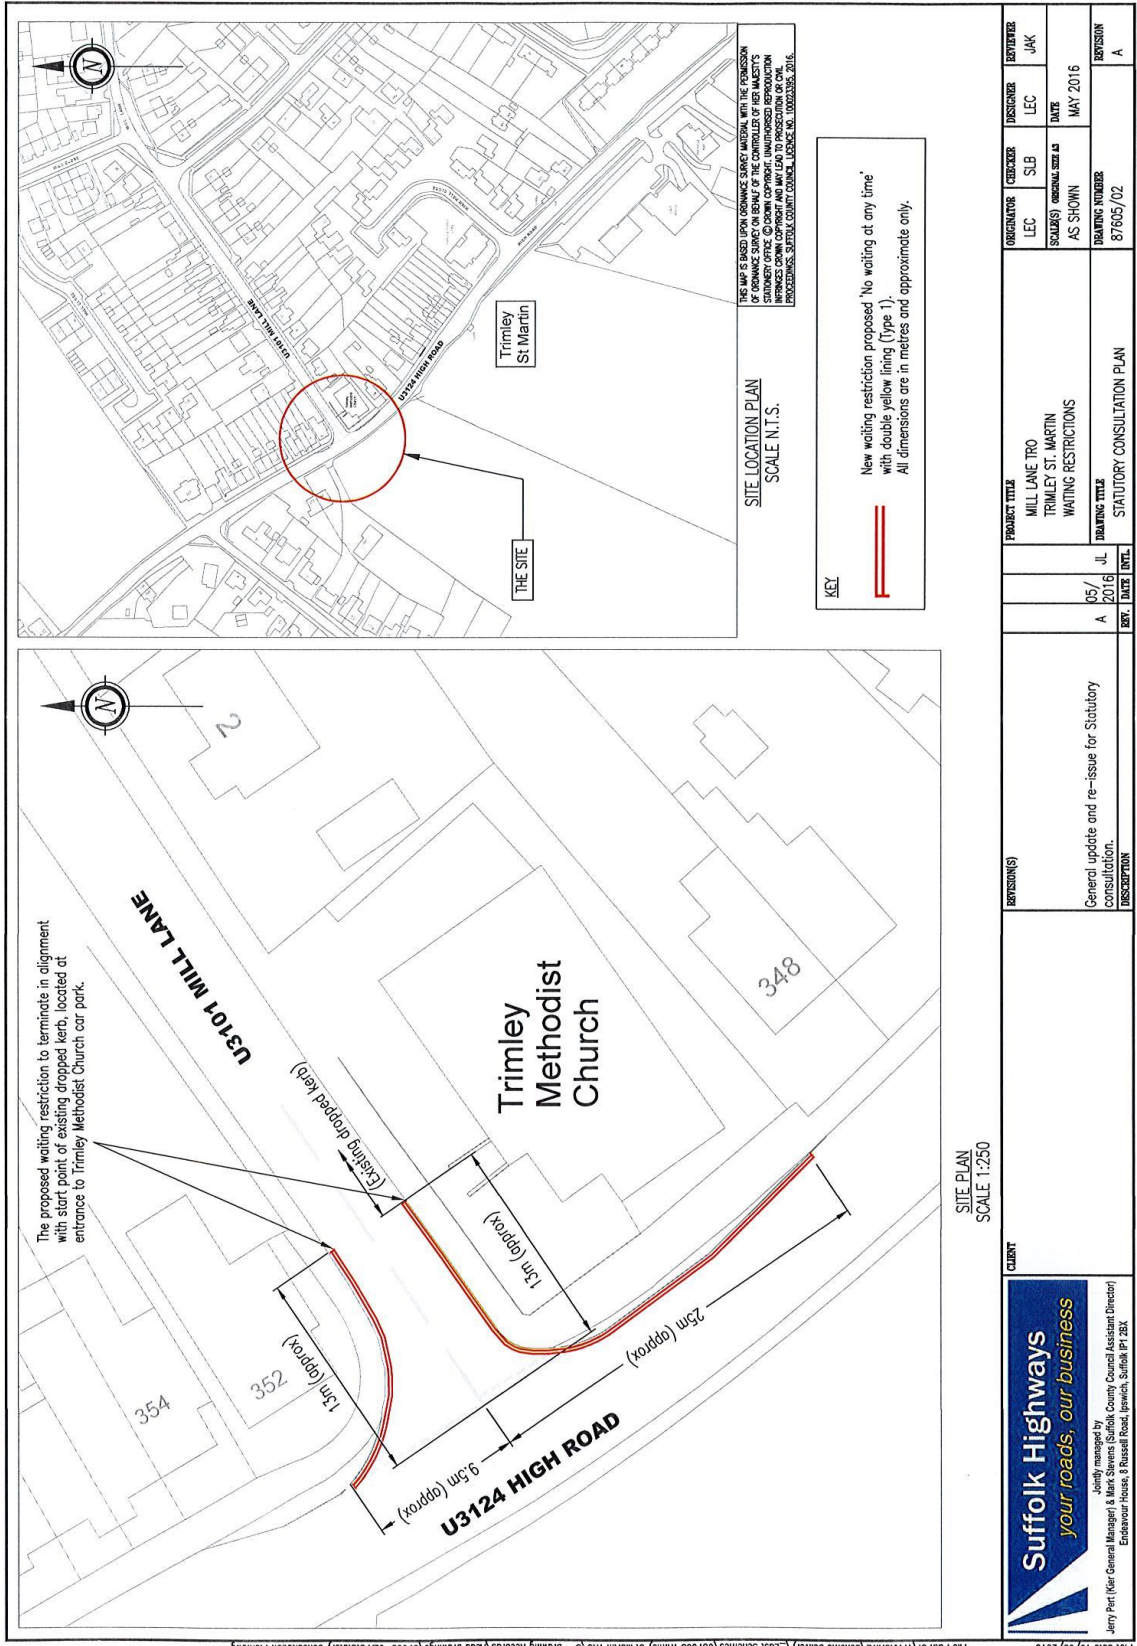 The proposed waiting restriction to terminate in alignment
with start point of existing dropped kerb, located at
entrance to Trimley Methodist Church car park.
N
U3101 MILL LANE
2
354
352
13m (approx)
(Existing dropped kerb)
13m (approx)
9.5m (approx)
25m (approx)
U3124 HIGH ROAD
Trimley
Methodist
Church
348
SITE PLAN
SCALE 1:250
N
U3101 MILL LANE
U3124 HIGH ROAD
HIGH ROAD
Trimley
St Martin
THE SITE
SITE LOCATION PLAN
SCALE N.T.S.
THIS MAP IS BASED UPON ORDNANCE SURVEY MATERIAL WITH THE PERMISSION
OF ORDNANCE SURVEY ON BEHALF OF THE CONTROLLER OF HER MAJESTY'S
STATIONERY OFFICE © CROWN COPYRIGHT. UNAUTHORISED REPRODUCTION
INFRINGES CROWN COPYRIGHT AND MAY LEAD TO PROSECUTION OR CIVIL
PROCEEDINGS. SUFFOLK COUNTY COUNCIL, LICENCE NO. 100023395, 2016.
KEY
New waiting restriction proposed 'No waiting at any time'
with double yellow lining (Type 1).
All dimensions are in metres and approximate only.
Suffolk Highways
your roads, our business
Jointly managed by
Jerry Pert (Kier General Manager) & Mark Stevens (Suffolk County Council Assistant Director)
Endeavour House, 8 Russell Road, Ipswich, Suffolk IP1 2BX
CLIENT
REVISION(S)
General update and re-issue for Statutory
consultation.
A 05/2016 JL
DESCRIPTION REV. DATE INTL.
PROJECT TITLE
MILL LANE TRO
TRIMLEY ST. MARTIN
WAITING RESTRICTIONS
DRAWING TITLE
STATUTORY CONSULTATION PLAN
ORIGINATOR CHECKER DESIGNER REVIEWER
LEC SLB LEC JAK
SCALE(S) ORIGINAL SIZE A3 DATE
AS SHOWN MAY 2016
DRAWING NUMBER REVISION
87605/02 A